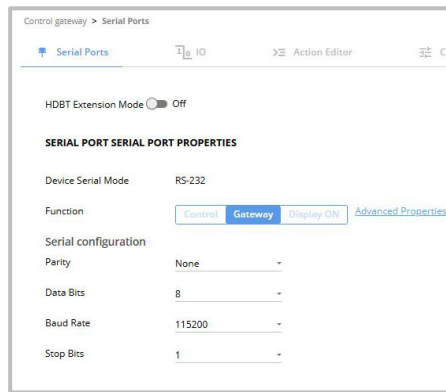 Control gateway > Serial Ports
Serial Ports
IO
Action Editor
C
HDBT Extension Mode Off
SERIAL PORT SERIAL PORT PROPERTIES
Device Serial Mode RS-232
Function Control Gateway Display ON Advanced Properties
Serial configuration
Parity None
Data Bits 8
Baud Rate 115200
Stop Bits 1